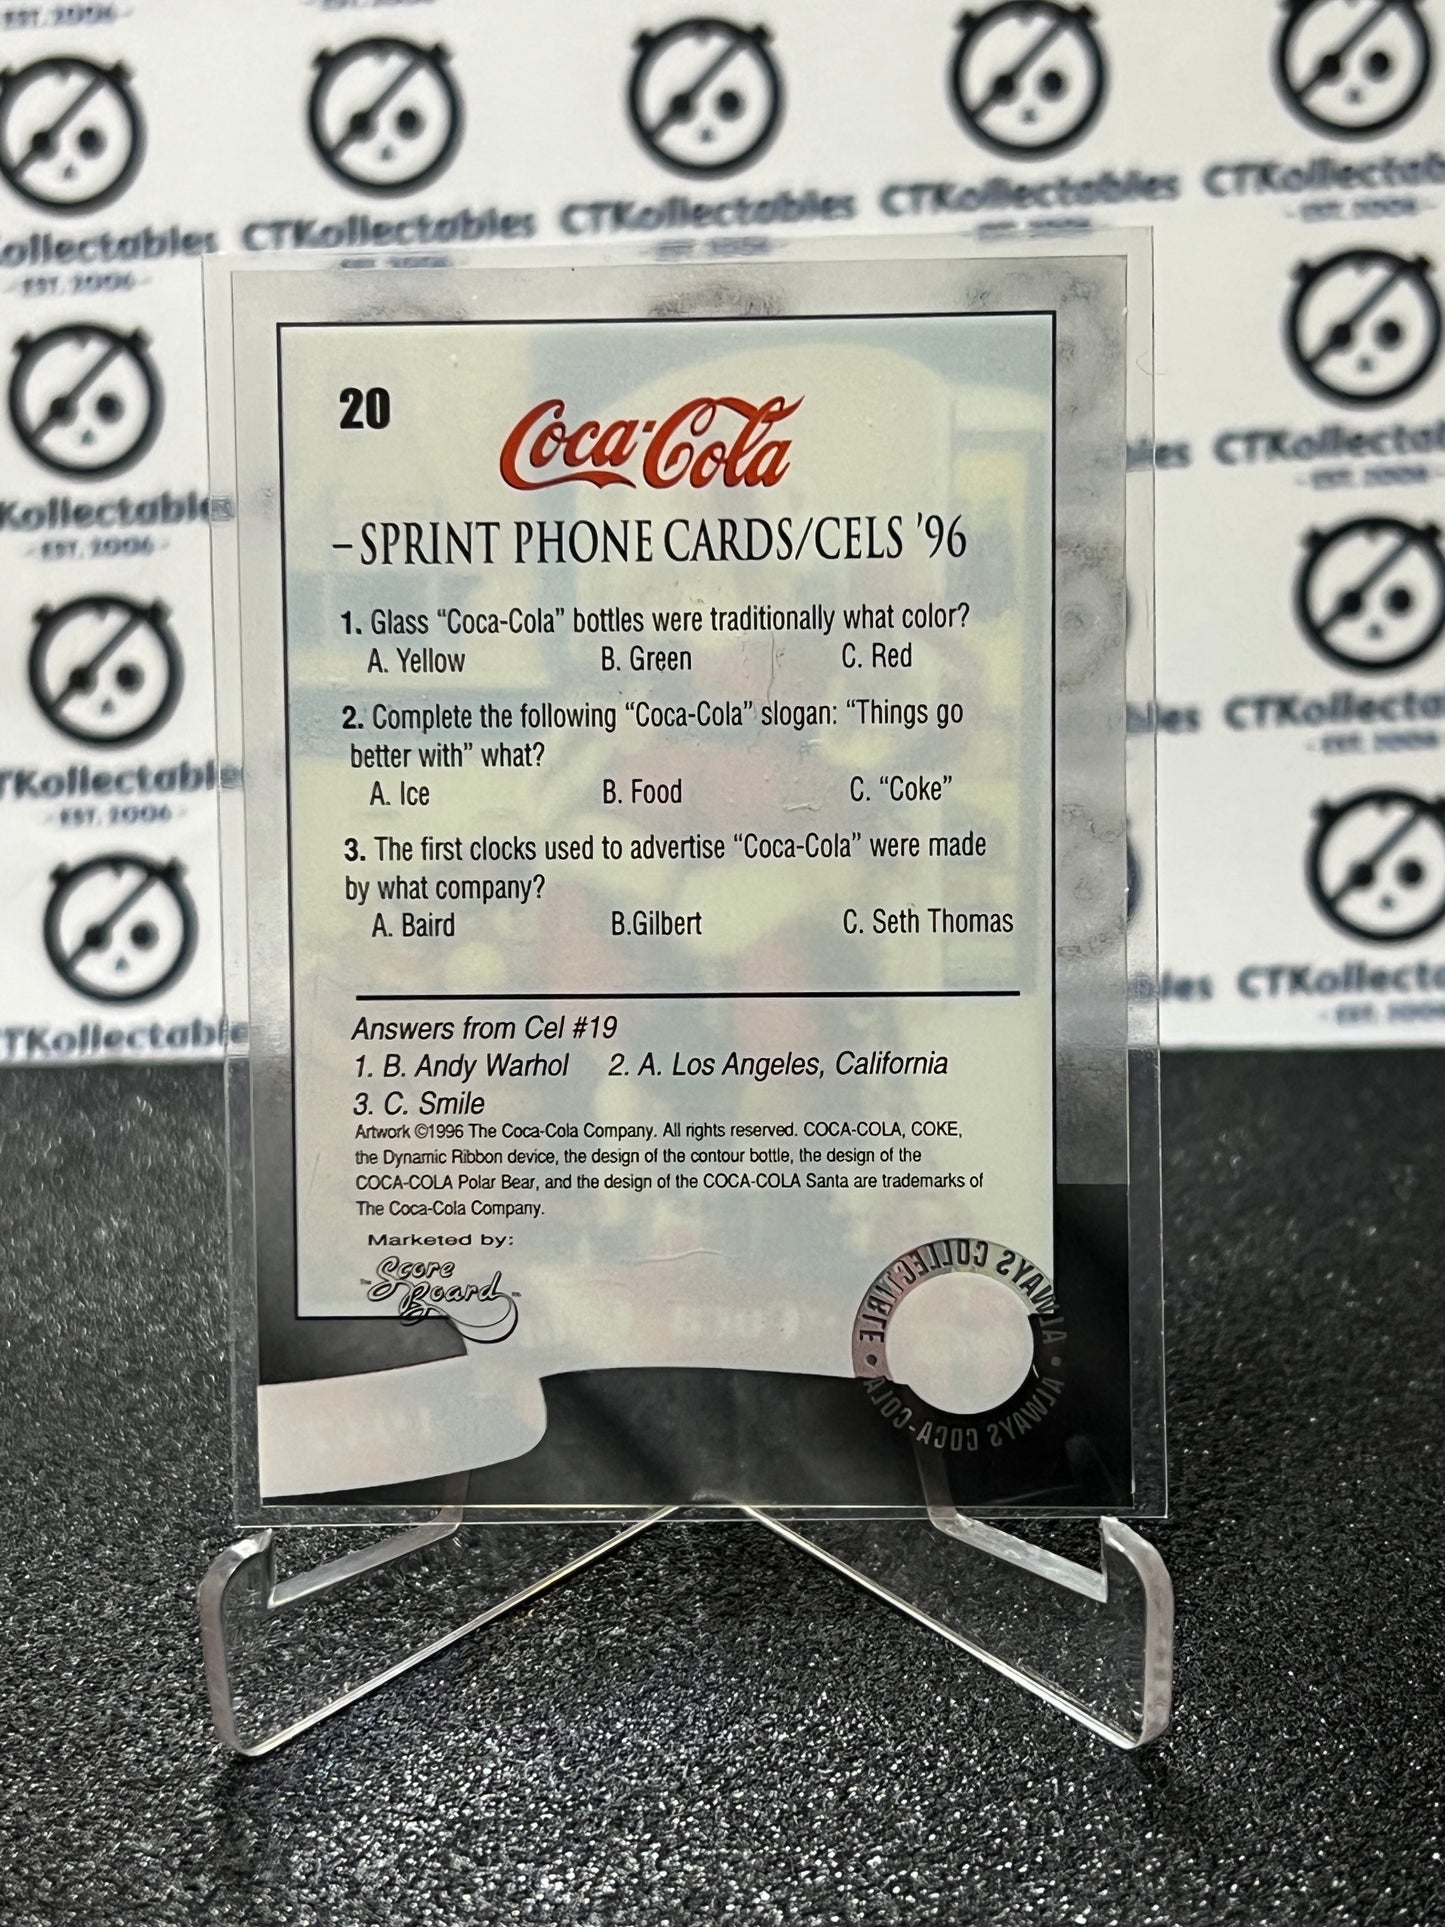 EST. 2006
CTKollectables CTKollectables CTKollectables CTKollectables
- EST. 2006 -
20
Coca-Cola
–SPRINT PHONE CARDS/CELS ’96
1. Glass “Coca-Cola” bottles were traditionally what color?
A. Yellow B. Green C. Red
2. Complete the following “Coca-Cola” slogan: “Things go
better with” what?
A. Ice B. Food C. “Coke”
3. The first clocks used to advertise “Coca-Cola” were made
by what company?
A. Baird B.Gilbert C. Seth Thomas
Answers from Cel #19
1. B. Andy Warhol 2. A. Los Angeles, California
3. C. Smile
Artwork ©1996 The Coca-Cola Company. All rights reserved. COCA-COLA, COKE,
the Dynamic Ribbon device, the design of the contour bottle, the design of the
COCA-COLA Polar Bear, and the design of the COCA-COLA Santa are trademarks of
The Coca-Cola Company.
Marketed by:
Score
Board
ALWAYS COLLECTIBLE • ALWAYS COCA-COLA •